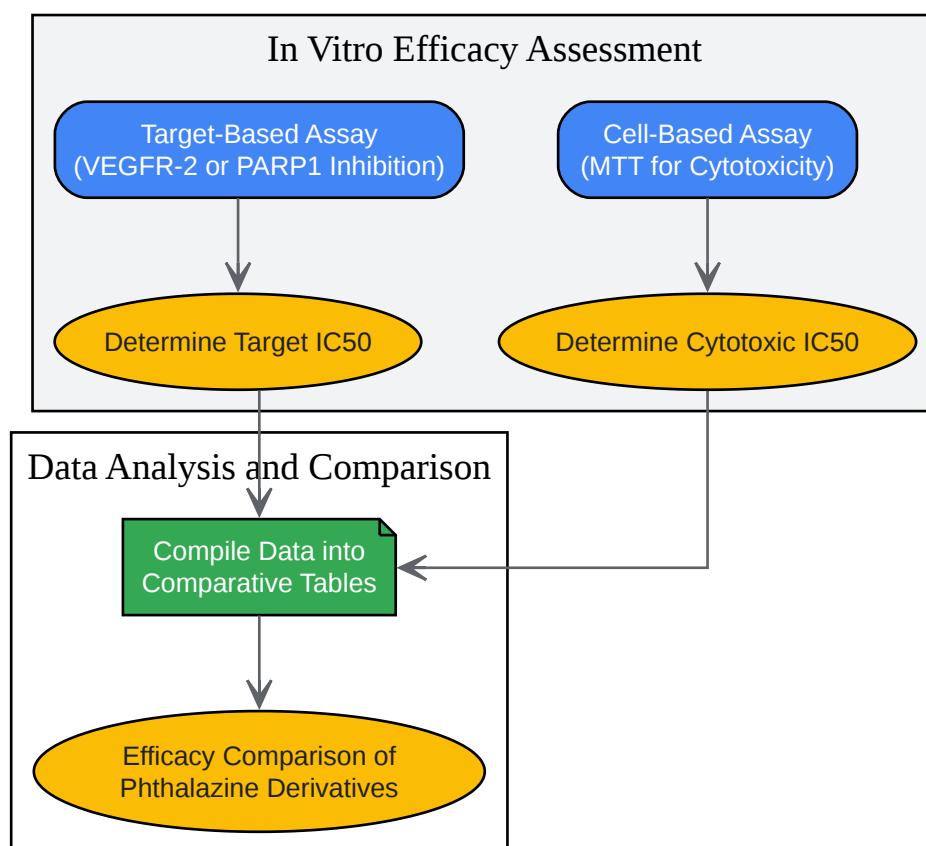 In Vitro Efficacy Assessment
Target-Based Assay
(VEGFR-2 or PARP1 Inhibition)
Cell-Based Assay
(MTT for Cytotoxicity)
Determine Target IC50
Determine Cytotoxic IC50
Data Analysis and Comparison
Compile Data into
Comparative Tables
Efficacy Comparison of
Phthalazine Derivatives